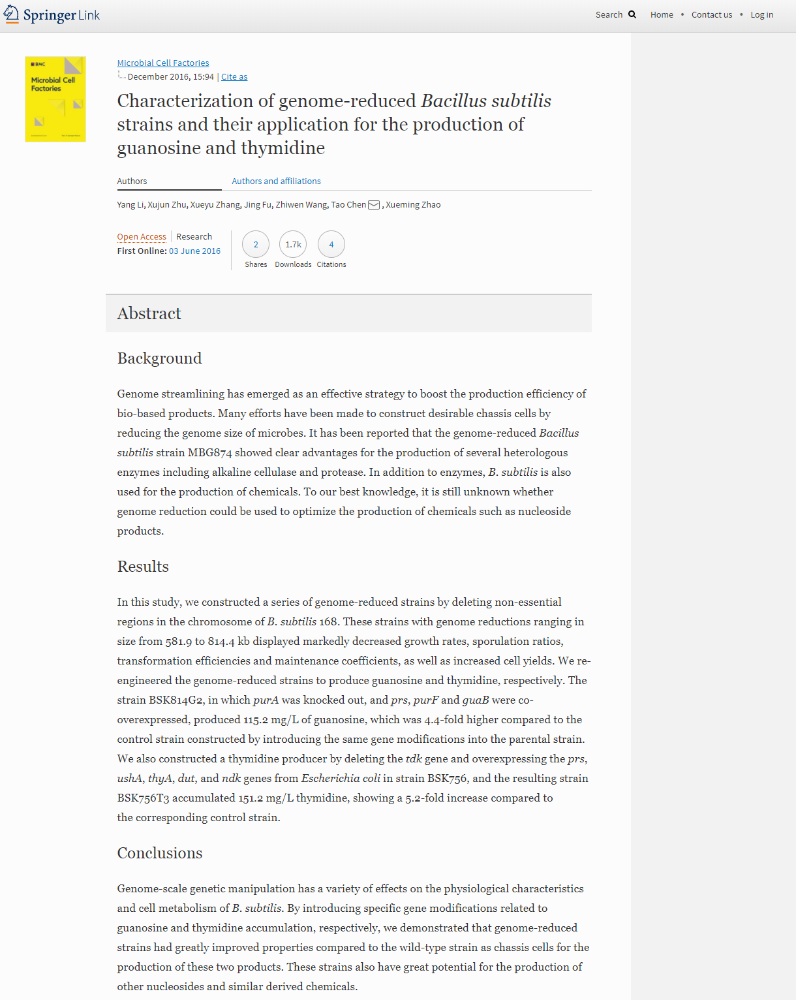 Springer Link
Search
Home • Contact us • Log in
BMC
Microbial Cell
Factories
Microbial Cell Factories
December 2016, 15:94 | Cite as
Characterization of genome-reduced Bacillus subtilis
strains and their application for the production of
guanosine and thymidine
Authors
Authors and affiliations
Yang Li, Xujun Zhu, Xueyu Zhang, Jing Fu, Zhiwen Wang, Tao Chen , Xueming Zhao
Open Access
Research
First Online: 03 June 2016
2
Shares
1.7k
Downloads
4
Citations
Abstract
Background
Genome streamlining has emerged as an effective strategy to boost the production efficiency of
bio-based products. Many efforts have been made to construct desirable chassis cells by
reducing the genome size of microbes. It has been reported that the genome-reduced Bacillus
subtilis strain MBG874 showed clear advantages for the production of several heterologous
enzymes including alkaline cellulase and protease. In addition to enzymes, B. subtilis is also
used for the production of chemicals. To our best knowledge, it is still unknown whether
genome reduction could be used to optimize the production of chemicals such as nucleoside
products.
Results
In this study, we constructed a series of genome-reduced strains by deleting non-essential
regions in the chromosome of B. subtilis 168. These strains with genome reductions ranging in
size from 581.9 to 814.4 kb displayed markedly decreased growth rates, sporulation ratios,
transformation efficiencies and maintenance coefficients, as well as increased cell yields. We re-
engineered the genome-reduced strains to produce guanosine and thymidine, respectively. The
strain BSK814G2, in which purA was knocked out, and prs, purF and guaB were co-
overexpressed, produced 115.2 mg/L of guanosine, which was 4.4-fold higher compared to the
control strain constructed by introducing the same gene modifications into the parental strain.
We also constructed a thymidine producer by deleting the tdk gene and overexpressing the prs,
ushA, thyA, dut, and ndk genes from Escherichia coli in strain BSK756, and the resulting strain
BSK756T3 accumulated 151.2 mg/L thymidine, showing a 5.2-fold increase compared to
the corresponding control strain.
Conclusions
Genome-scale genetic manipulation has a variety of effects on the physiological characteristics
and cell metabolism of B. subtilis. By introducing specific gene modifications related to
guanosine and thymidine accumulation, respectively, we demonstrated that genome-reduced
strains had greatly improved properties compared to the wild-type strain as chassis cells for the
production of these two products. These strains also have great potential for the production of
other nucleosides and similar derived chemicals.